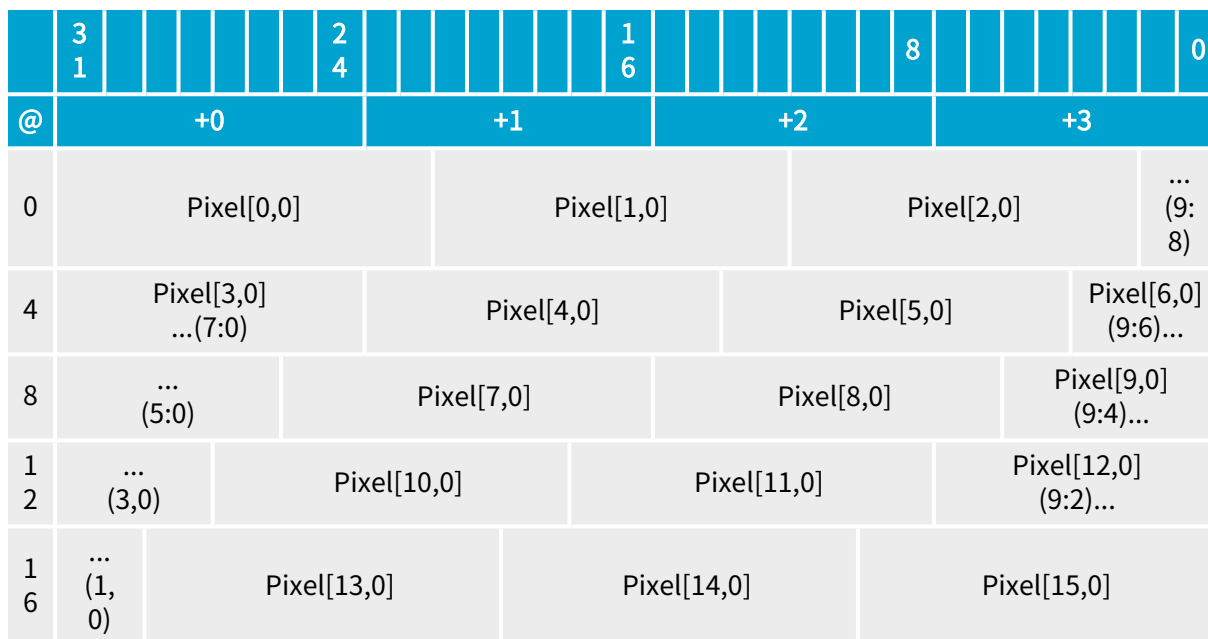 3
1
2
4
1
6
8
0
@ +0 +1 +2 +3
0 Pixel[0,0] Pixel[1,0] Pixel[2,0] ...
(9:
8)
4 Pixel[3,0]
...(7:0) Pixel[4,0] Pixel[5,0] Pixel[6,0]
(9:6)...
8 ...
(5:0) Pixel[7,0] Pixel[8,0] Pixel[9,0]
(9:4)...
1
2 ...
(3,0) Pixel[10,0] Pixel[11,0] Pixel[12,0]
(9:2)...
1
6 ...
(1,
0) Pixel[13,0] Pixel[14,0] Pixel[15,0]